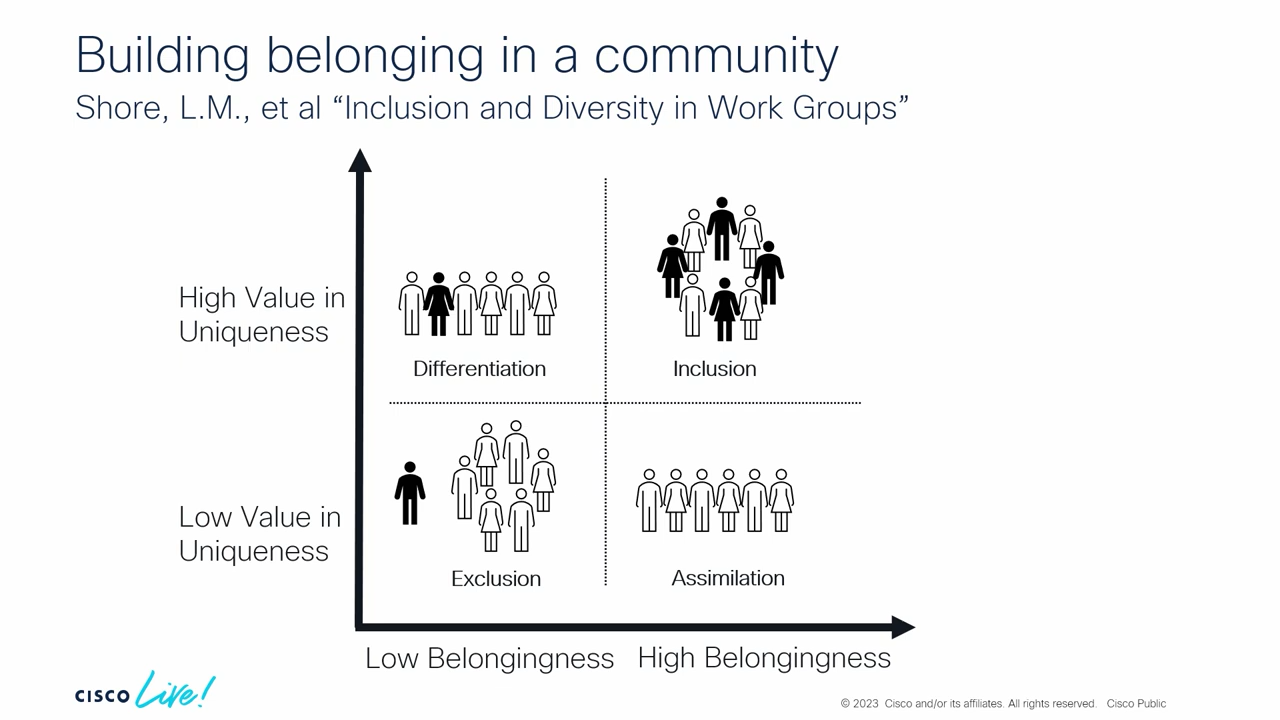 Building belonging in a community
Shore, L.M., et al “Inclusion and Diversity in Work Groups”
High Value in
Uniqueness
Differentiation
Inclusion
Low Value in
Uniqueness
Exclusion
Assimilation
Low Belongingness
High Belongingness
CISCO Live!
© 2023 Cisco and/or its affiliates. All rights reserved. Cisco Public